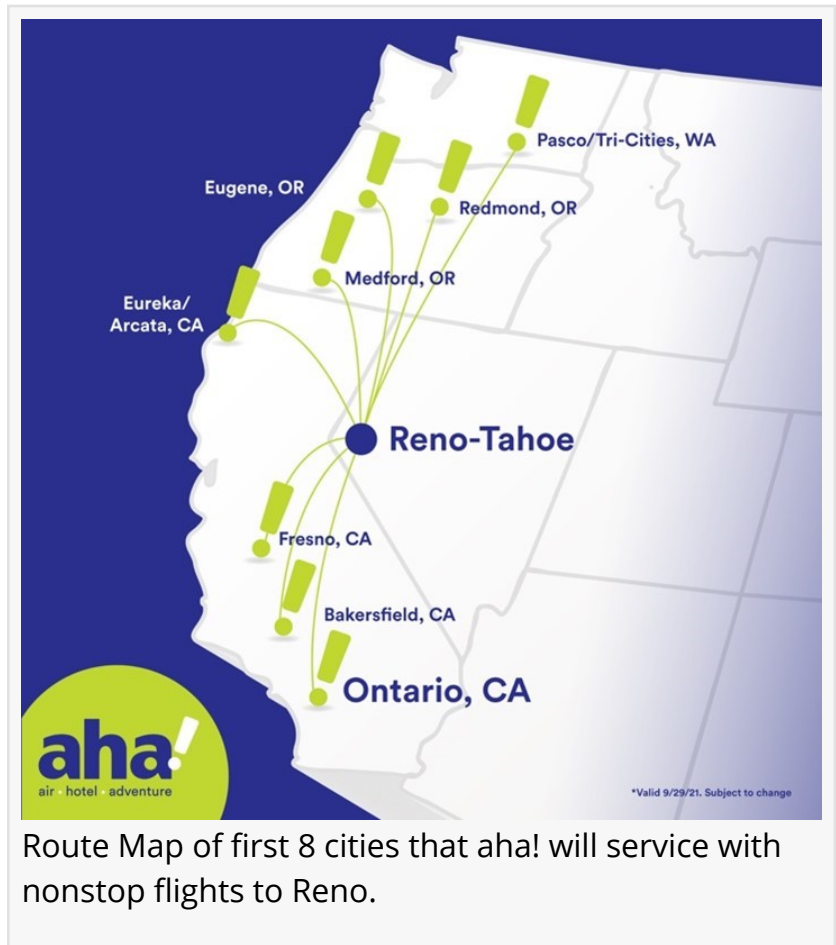 Pasco/Tri-Cities, WA
Eugene, OR
Redmond, OR
Medford, OR
Eureka/
Arcata, CA
Reno-Tahoe
Fresno, CA
Bakersfield, CA
Ontario, CA
aha!
air · hotel · adventure
*Valid 9/29/21. Subject to change
Route Map of first 8 cities that aha! will service with
nonstop flights to Reno.